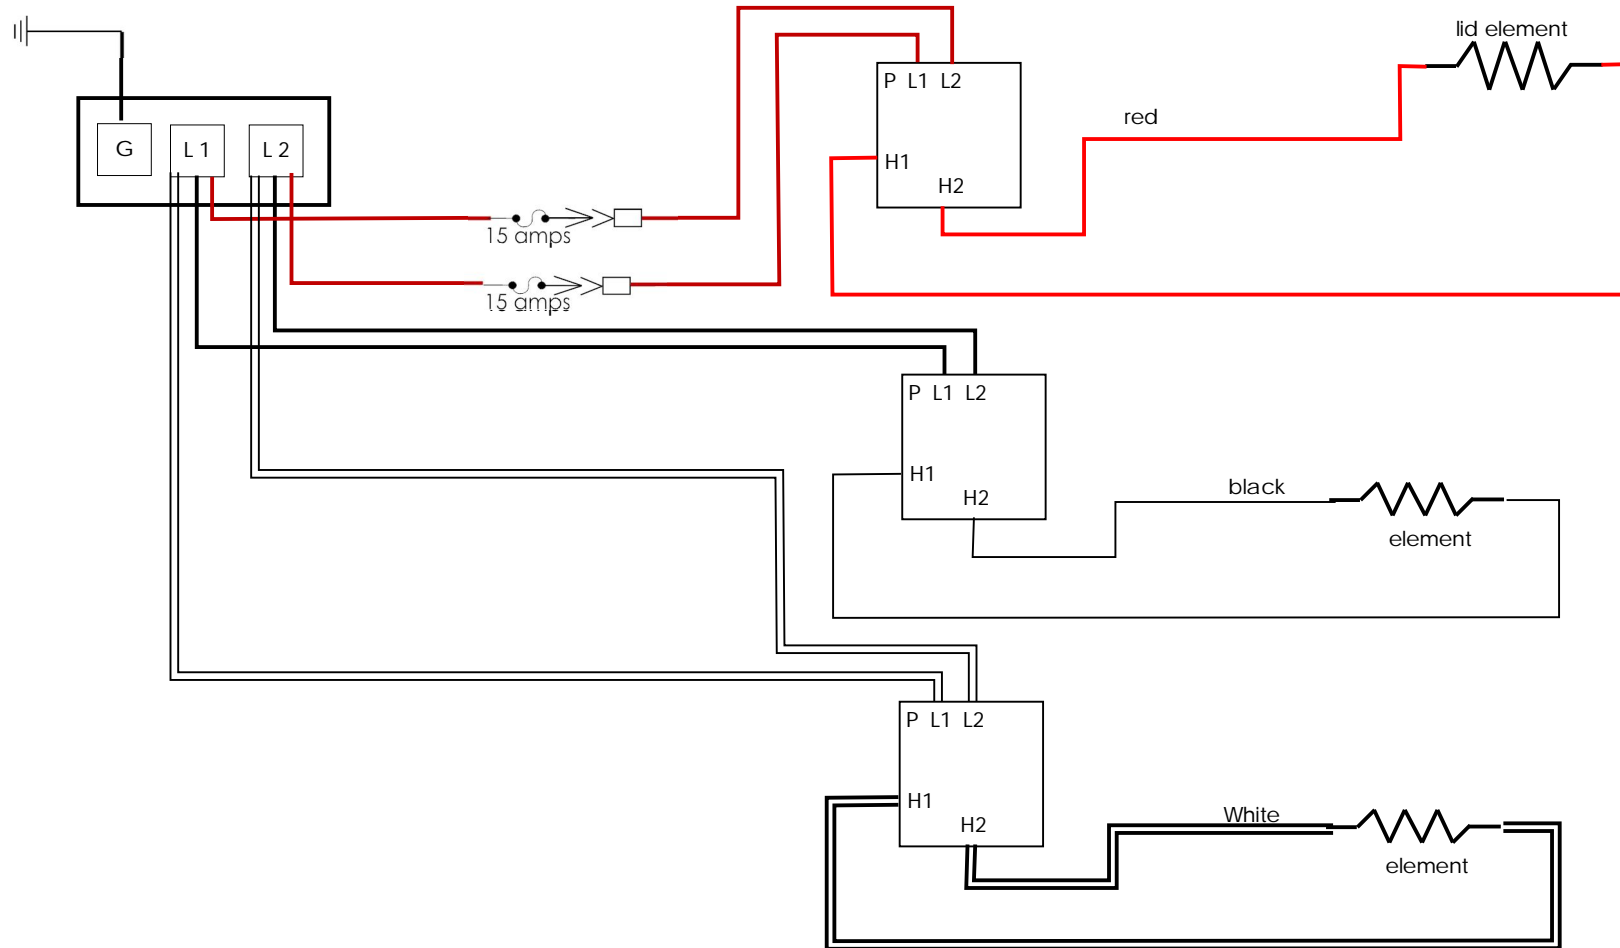 lid element
P L1 L2
red
G
L 1
L 2
H1
H2
15 amps
15 amps
P L1 L2
H1
H2
black
element
P L1 L2
H1
H2
White
element